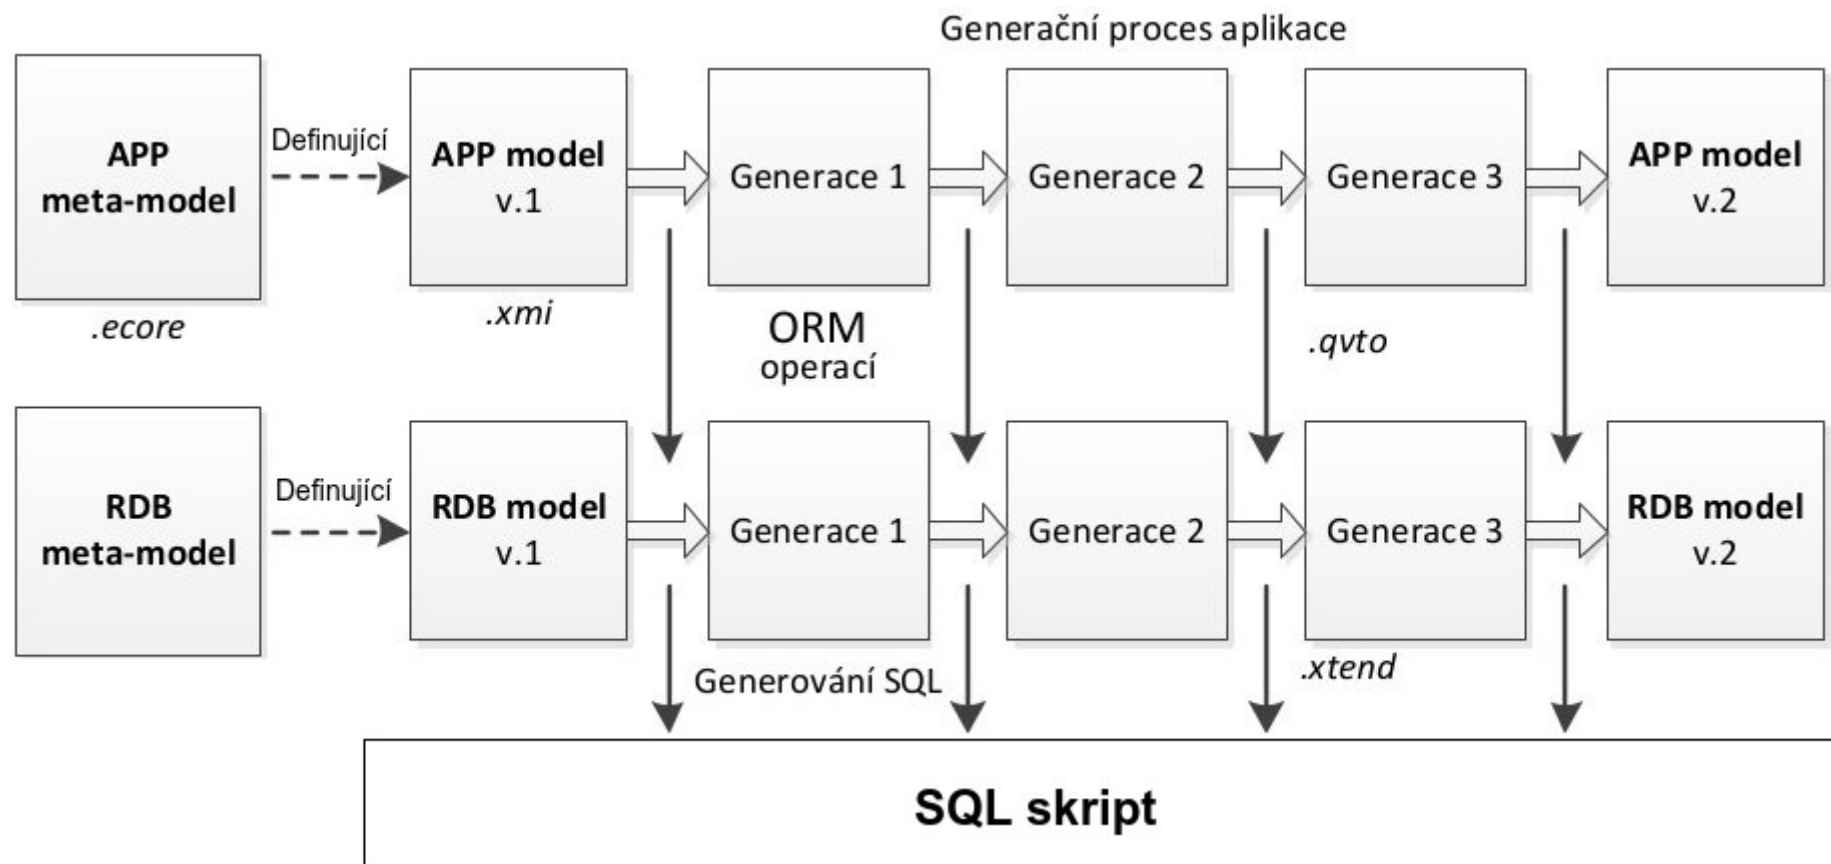 Generační proces aplikace
APP
meta-model
Definující
APP model
v.1
Generace 1
Generace 2
Generace 3
APP model
v.2
.ecore
.xmi
ORM
operací
.qvto
RDB
meta-model
Definující
RDB model
v.1
Generace 1
Generace 2
Generace 3
RDB model
v.2
Generování SQL
.xtend
SQL skript